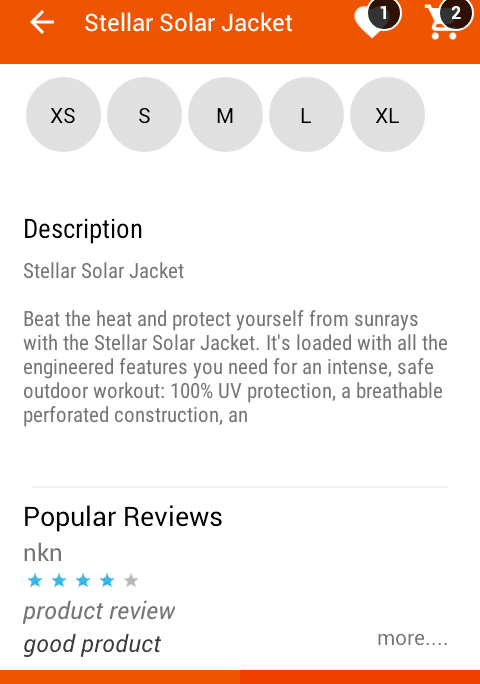 Stellar Solar Jacket 1 2
XS S M L XL
Description
Stellar Solar Jacket
Beat the heat and protect yourself from sunrays
with the Stellar Solar Jacket. It's loaded with all the
engineered features you need for an intense, safe
outdoor workout: 100% UV protection, a breathable
perforated construction, an
Popular Reviews
nkn
product review
good product more....